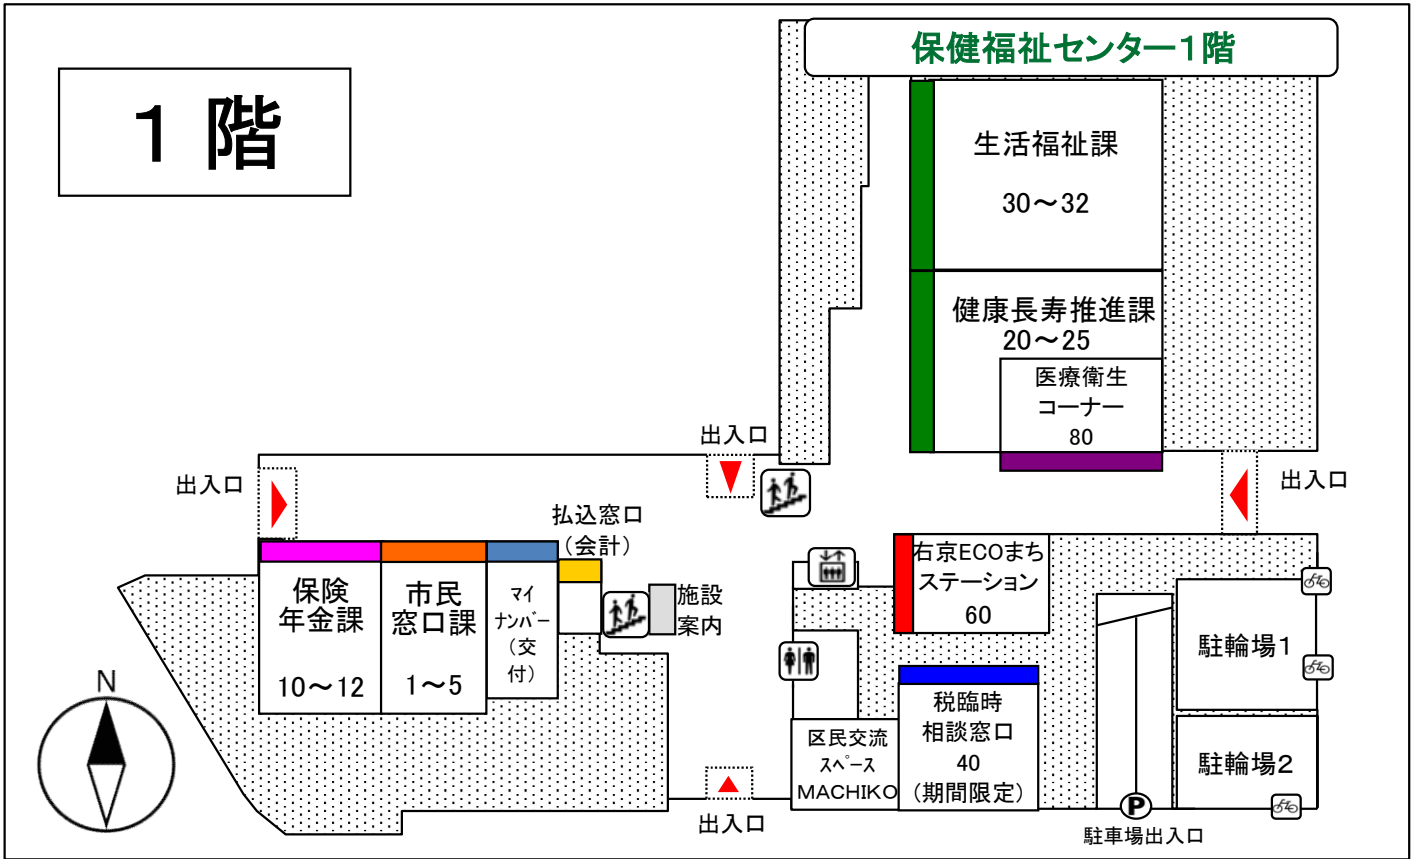 保健福祉センター1階
1 階
生活福祉課
30～32
健康長寿推進課
20～25
医療衛生
コーナー
80
出入口
出入口
出入口
払込窓口
（会計）
右京ECOまち
ステーション
60
保険
年金課
10～12
市民
窓口課
1～5
マイ
ナンバー
（交
付）
施設
案内
駐輪場1
税臨時
相談窓口
40
（期間限定）
区民交流
スペース
MACHIKO
駐輪場2
N
出入口
P
駐車場出入口